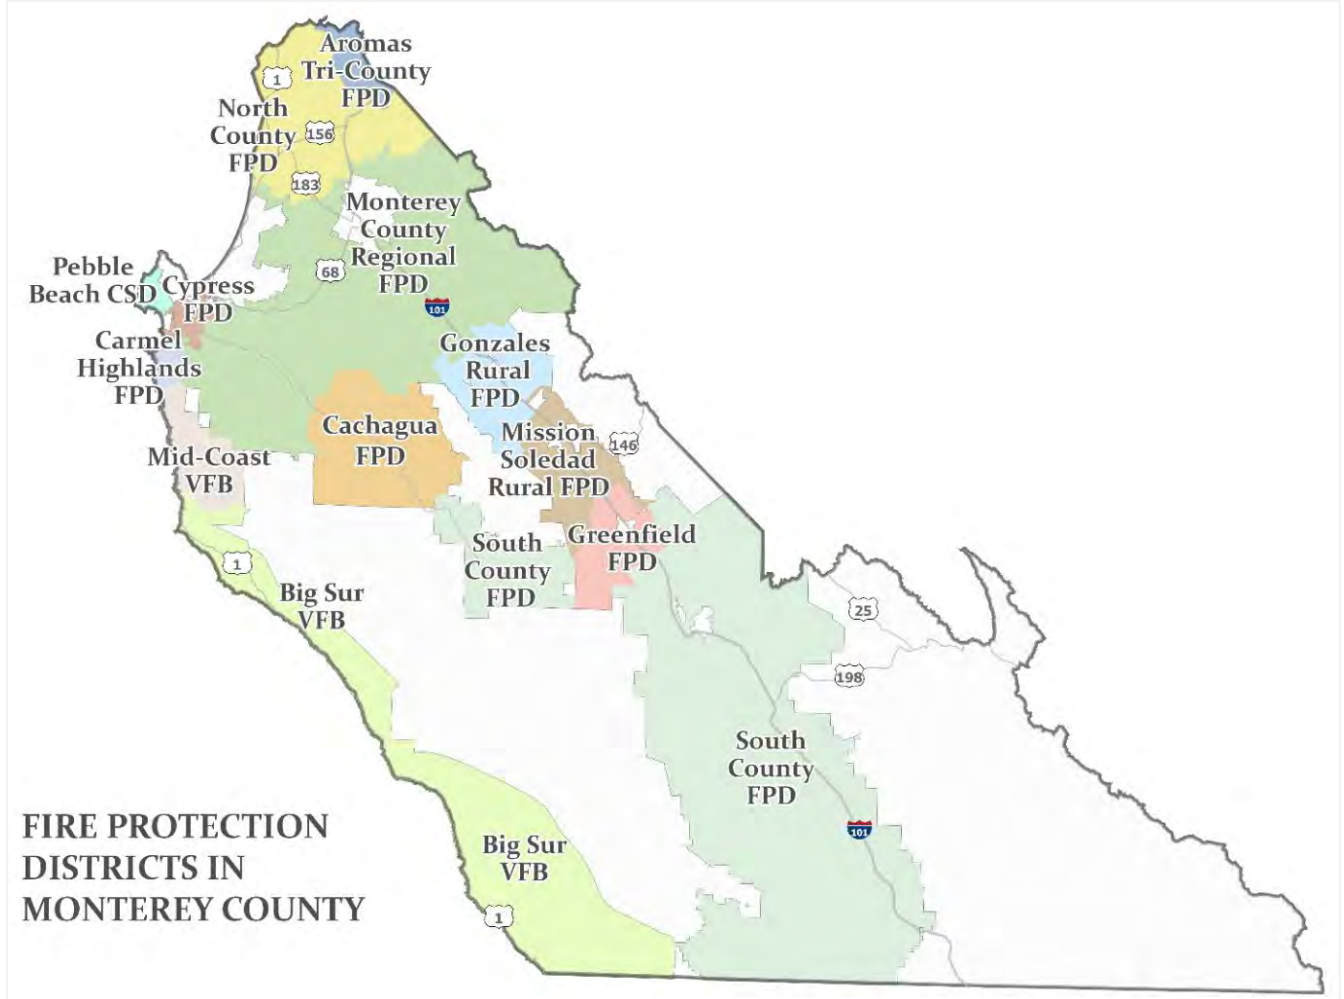 Aromas
Tri-County
FPD
1
North
County
FPD
156
183
Monterey
County
Regional
FPD
68
101
Pebble
Beach CSD
Cypress
FPD
Carmel
Highlands
FPD
Gonzales
Rural
FPD
Cachagua
FPD
Mission
Soledad
Rural FPD
146
Mid-Coast
VFB
South
County
FPD
Greenfield
FPD
1
Big Sur
VFB
25
198
South
County
FPD
101
Big Sur
VFB
1
FIRE PROTECTION
DISTRICTS IN
MONTEREY COUNTY